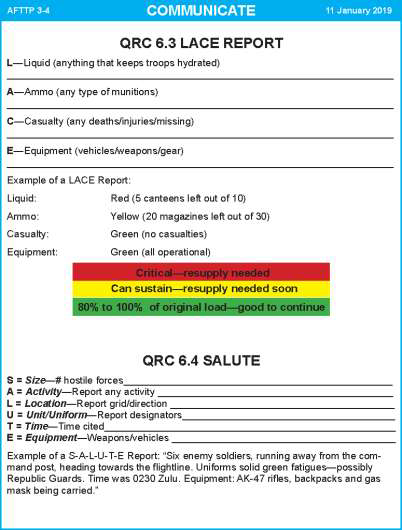 AFTTP 3-4 COMMUNICATE 11 January 2019
QRC 6.3 LACE REPORT
L—Liquid (anything that keeps troops hydrated)
A—Ammo (any type of munitions)
C—Casualty (any deaths/injuries/missing)
E—Equipment (vehicles/weapons/gear)
Example of a LACE Report:
Liquid: Red (5 canteens left out of 10)
Ammo: Yellow (20 magazines left out of 30)
Casualty: Green (no casualties)
Equipment: Green (all operational)
Critical—resupply needed
Can sustain—resupply needed soon
80% to 100% of original load—good to continue
QRC 6.4 SALUTE
S = Size—# hostile forces
A = Activity—Report any activity
L = Location—Report grid/direction
U = Unit/Uniform—Report designators
T = Time—Time cited
E = Equipment—Weapons/vehicles
Example of a S-A-L-U-T-E Report: “Six enemy soldiers, running away from the com-
mand post, heading towards the flightline. Uniforms solid green fatigues—possibly
Republic Guards. Time was 0230 Zulu. Equipment: AK-47 rifles, backpacks and gas
mask being carried.”